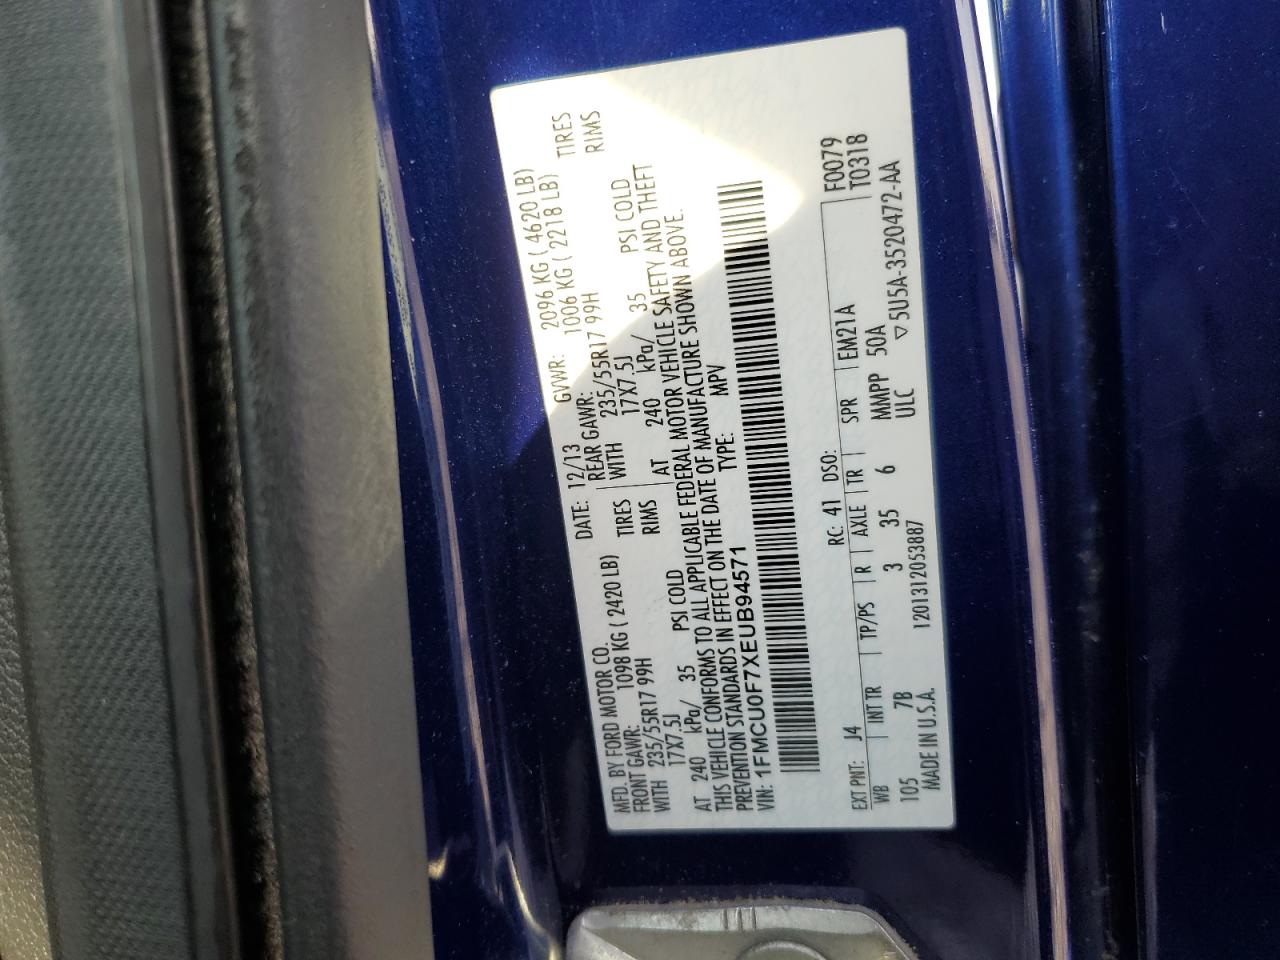 MFD. BY FORD MOTOR CO. DATE: 12/13 GVWR: 2096 KG ( 4620 LB)
FRONT GAWR: 1098 KG ( 2420 LB) REAR GAWR: 1006 KG ( 2218 LB)
WITH 235/55R17 99H TIRES WITH 235/55R17 99H TIRES
17X7.5J RIMS 17X7.5J RIMS
AT 240 kPa/ 35 PSI COLD AT 240 kPa/ 35 PSI COLD
THIS VEHICLE CONFORMS TO ALL APPLICABLE FEDERAL MOTOR VEHICLE SAFETY AND THEFT
PREVENTION STANDARDS IN EFFECT ON THE DATE OF MANUFACTURE SHOWN ABOVE.
VIN: 1FMCU0F7XEUB94571 TYPE: MPV
EXT PNT: J4 RC: 41 DSO: F0079
WB INT TR TP/PS R AXLE TR SPR EM21A T0318
105 7B 3 35 6 MMPP 50A
MADE IN U.S.A. 1201312053887 ULC ▽5U5A-3520472-AA